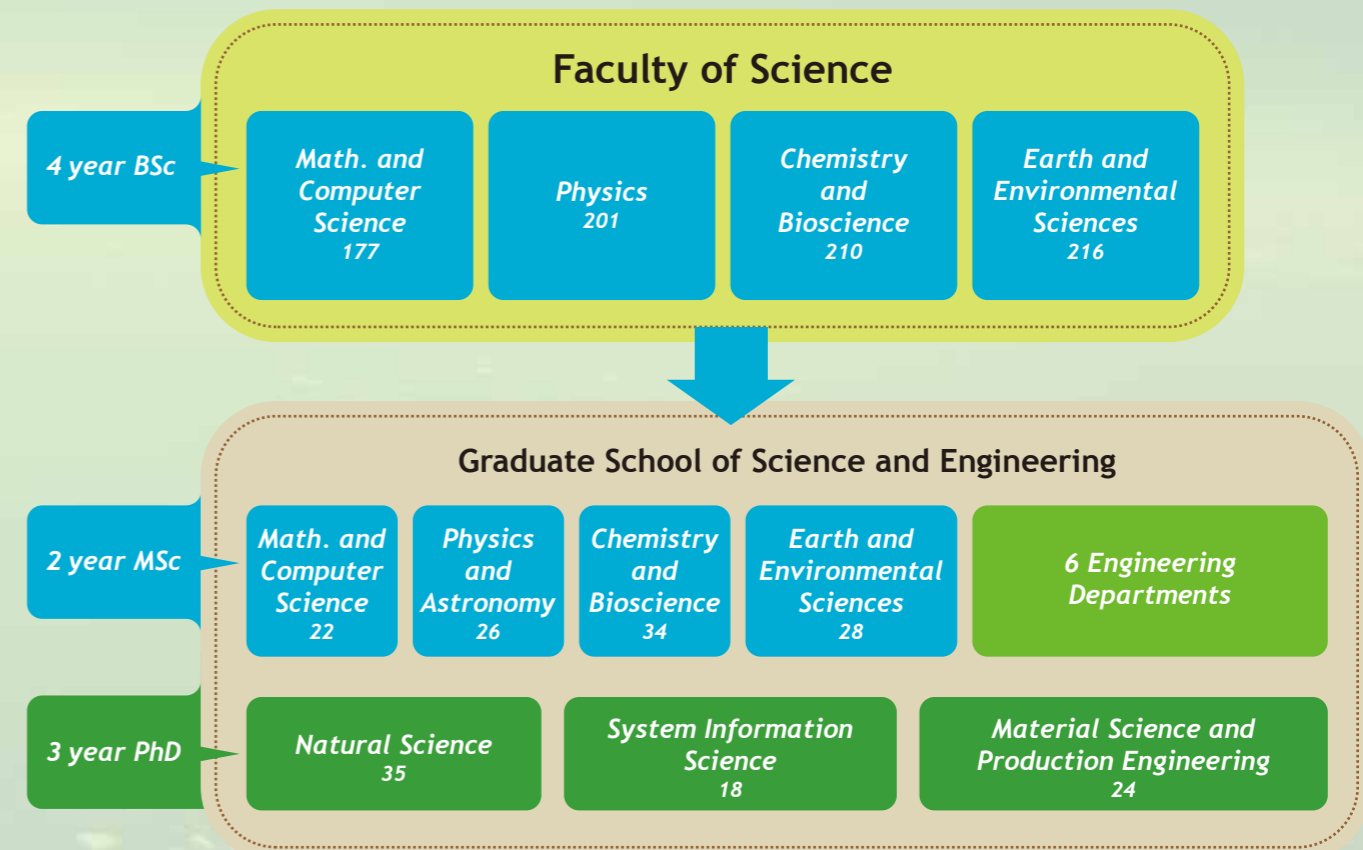 Faculty of Science
4 year BSc
Math. and
Computer
Science
177
Physics
201
Chemistry
and
Bioscience
210
Earth and
Environmental
Sciences
216
Graduate School of Science and Engineering
2 year MSc
Math. and
Computer
Science
22
Physics
and
Astronomy
26
Chemistry
and
Bioscience
34
Earth and
Environmental
Sciences
28
6 Engineering
Departments
3 year PhD
Natural Science
35
System Information
Science
18
Material Science and
Production Engineering
24